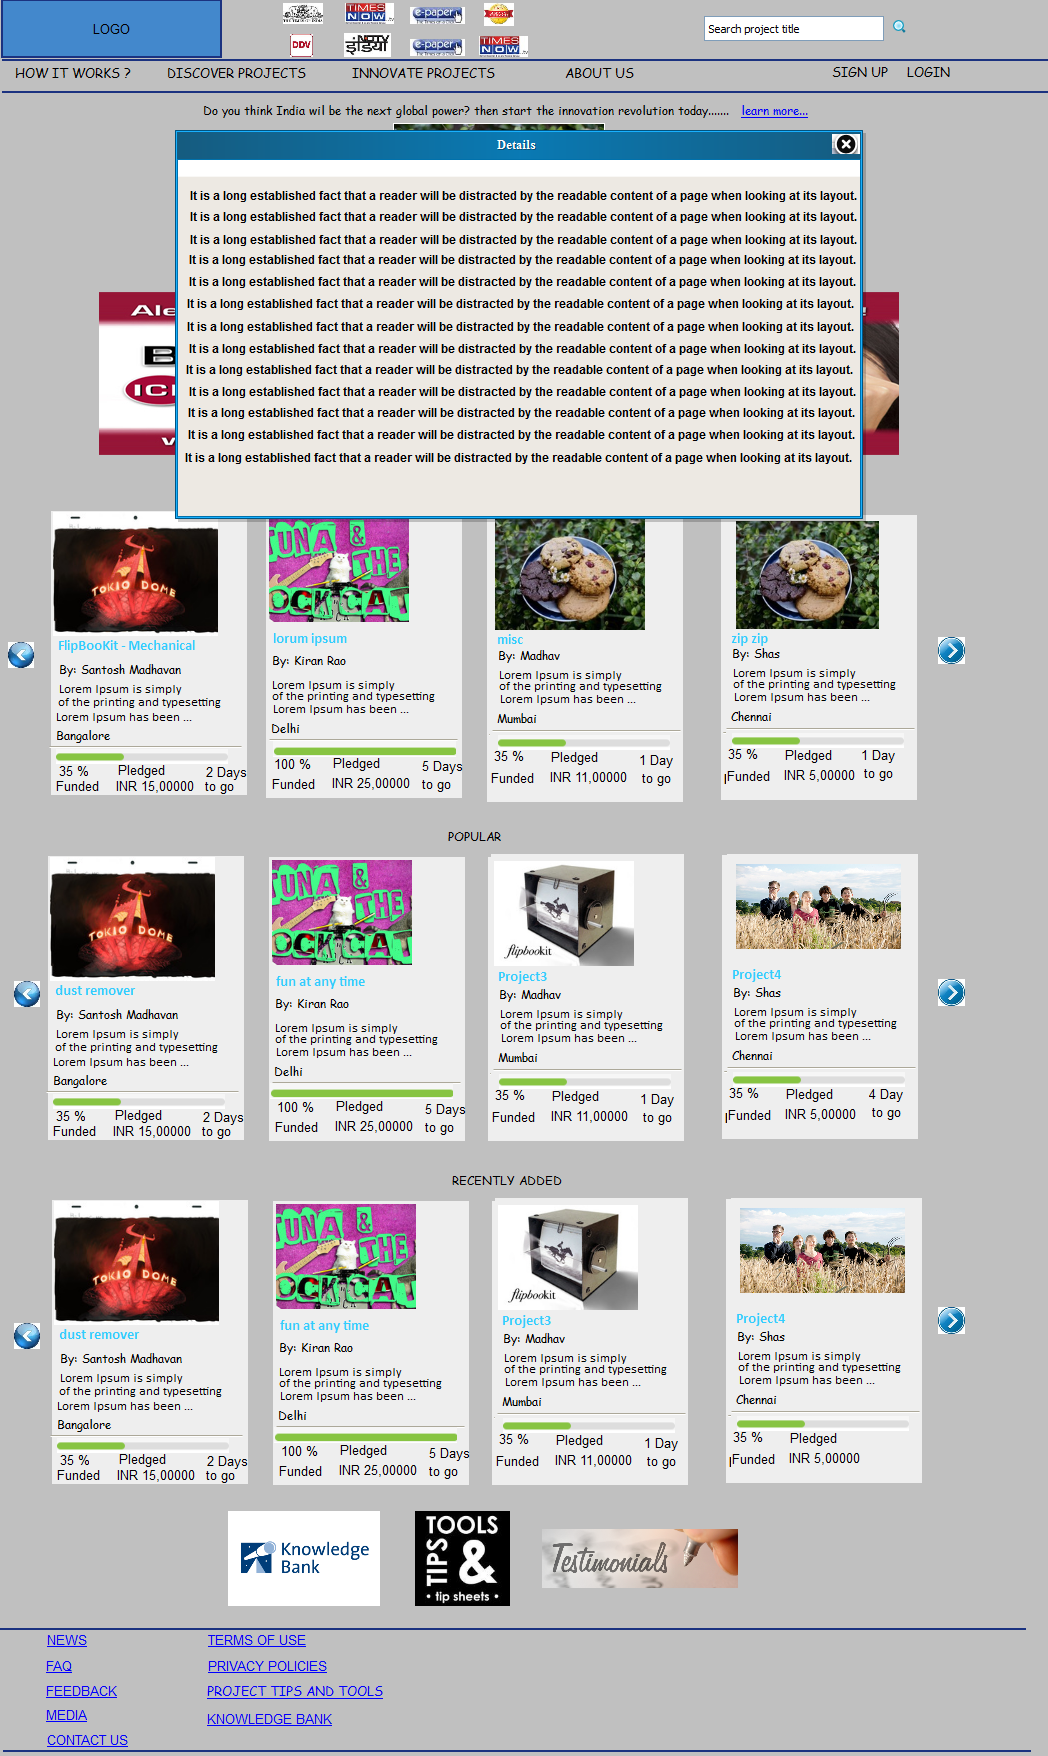 LOGO
TIMES
NOW .tv
e-paper
DDV
NDTV
इंडिया
e-paper
TIMES
NOW .tv
Search project title
HOW IT WORKS ?
DISCOVER PROJECTS
INNOVATE PROJECTS
ABOUT US
SIGN UP
LOGIN
Do you think India wil be the next global power? then start the innovation revolution today....... learn more...
Details
It is a long established fact that a reader will be distracted by the readable content of a page when looking at its layout.
It is a long established fact that a reader will be distracted by the readable content of a page when looking at its layout.
It is a long established fact that a reader will be distracted by the readable content of a page when looking at its layout.
It is a long established fact that a reader will be distracted by the readable content of a page when looking at its layout.
It is a long established fact that a reader will be distracted by the readable content of a page when looking at its layout.
It is a long established fact that a reader will be distracted by the readable content of a page when looking at its layout.
It is a long established fact that a reader will be distracted by the readable content of a page when looking at its layout.
It is a long established fact that a reader will be distracted by the readable content of a page when looking at its layout.
It is a long established fact that a reader will be distracted by the readable content of a page when looking at its layout.
It is a long established fact that a reader will be distracted by the readable content of a page when looking at its layout.
It is a long established fact that a reader will be distracted by the readable content of a page when looking at its layout.
It is a long established fact that a reader will be distracted by the readable content of a page when looking at its layout.
It is a long established fact that a reader will be distracted by the readable content of a page when looking at its layout.
Ale
B
ICI
v
TOKIO DOME
FlipBooKit - Mechanical
By: Santosh Madhavan
Lorem Ipsum is simply
of the printing and typesetting
Lorem Ipsum has been ...
Bangalore
35 % Pledged 2 Days
Funded INR 15,00000 to go
TUNA &
THE
ROCK CAT
lorum ipsum
By: Kiran Rao
Lorem Ipsum is simply
of the printing and typesetting
Lorem Ipsum has been ...
Delhi
100 % Pledged 5 Days
Funded INR 25,00000 to go
misc
By: Madhav
Lorem Ipsum is simply
of the printing and typesetting
Lorem Ipsum has been ...
Mumbai
35 % Pledged 1 Day
Funded INR 11,00000 to go
zip zip
By: Shas
Lorem Ipsum is simply
of the printing and typesetting
Lorem Ipsum has been ...
Chennai
35 % Pledged 1 Day
Funded INR 5,00000 to go
POPULAR
TOKIO DOME
dust remover
By: Santosh Madhavan
Lorem Ipsum is simply
of the printing and typesetting
Lorem Ipsum has been ...
Bangalore
35 % Pledged 2 Days
Funded INR 15,00000 to go
TUNA &
THE
ROCK CAT
fun at any time
By: Kiran Rao
Lorem Ipsum is simply
of the printing and typesetting
Lorem Ipsum has been ...
Delhi
100 % Pledged 5 Days
Funded INR 25,00000 to go
flipbookit
Project3
By: Madhav
Lorem Ipsum is simply
of the printing and typesetting
Lorem Ipsum has been ...
Mumbai
35 % Pledged 1 Day
Funded INR 11,00000 to go
Project4
By: Shas
Lorem Ipsum is simply
of the printing and typesetting
Lorem Ipsum has been ...
Chennai
35 % Pledged 4 Day
Funded INR 5,00000 to go
RECENTLY ADDED
TOKIO DOME
dust remover
By: Santosh Madhavan
Lorem Ipsum is simply
of the printing and typesetting
Lorem Ipsum has been ...
Bangalore
35 % Pledged 2 Days
Funded INR 15,00000 to go
TUNA &
THE
ROCK CAT
fun at any time
By: Kiran Rao
Lorem Ipsum is simply
of the printing and typesetting
Lorem Ipsum has been ...
Delhi
100 % Pledged 5 Days
Funded INR 25,00000 to go
flipbookit
Project3
By: Madhav
Lorem Ipsum is simply
of the printing and typesetting
Lorem Ipsum has been ...
Mumbai
35 % Pledged 1 Day
Funded INR 11,00000 to go
Project4
By: Shas
Lorem Ipsum is simply
of the printing and typesetting
Lorem Ipsum has been ...
Chennai
35 % Pledged
Funded INR 5,00000
Knowledge
Bank
TOOLS
& TIPS
• tip sheets •
Testimonials
NEWS
FAQ
FEEDBACK
MEDIA
CONTACT US
TERMS OF USE
PRIVACY POLICIES
PROJECT TIPS AND TOOLS
KNOWLEDGE BANK